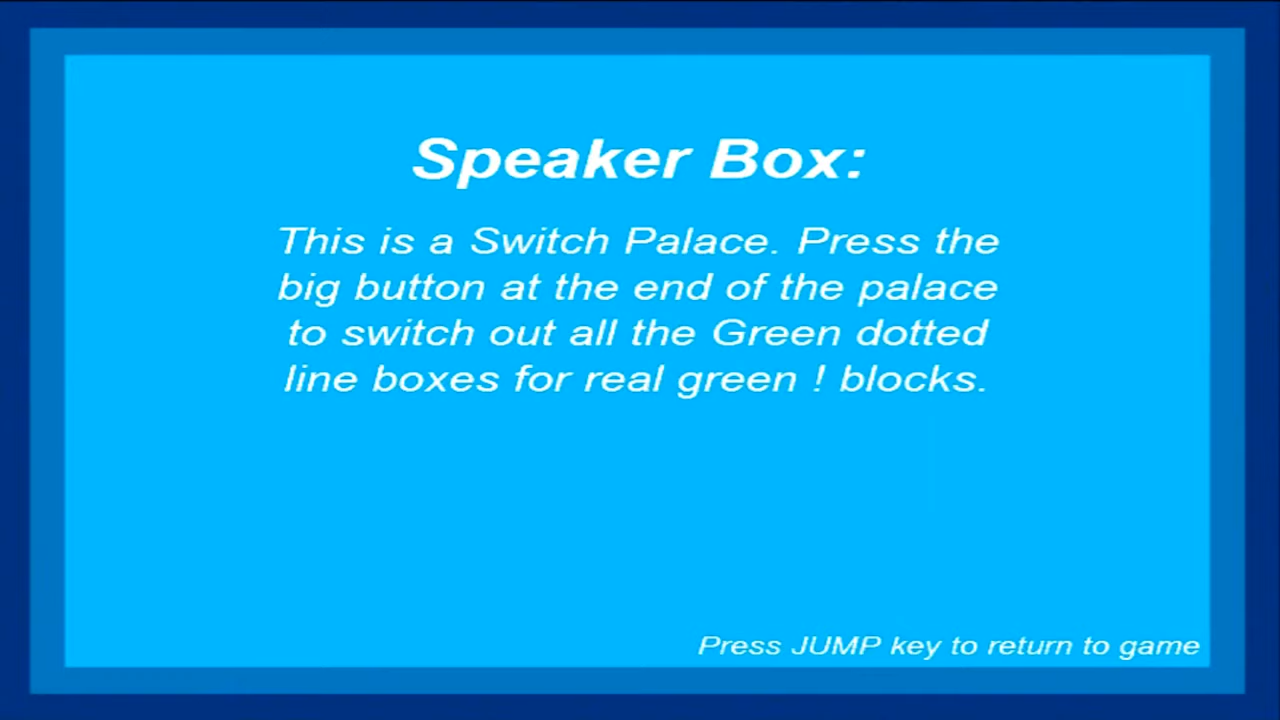 Speaker Box:
This is a Switch Palace. Press the
big button at the end of the palace
to switch out all the Green dotted
line boxes for real green ! blocks.
Press JUMP key to return to game